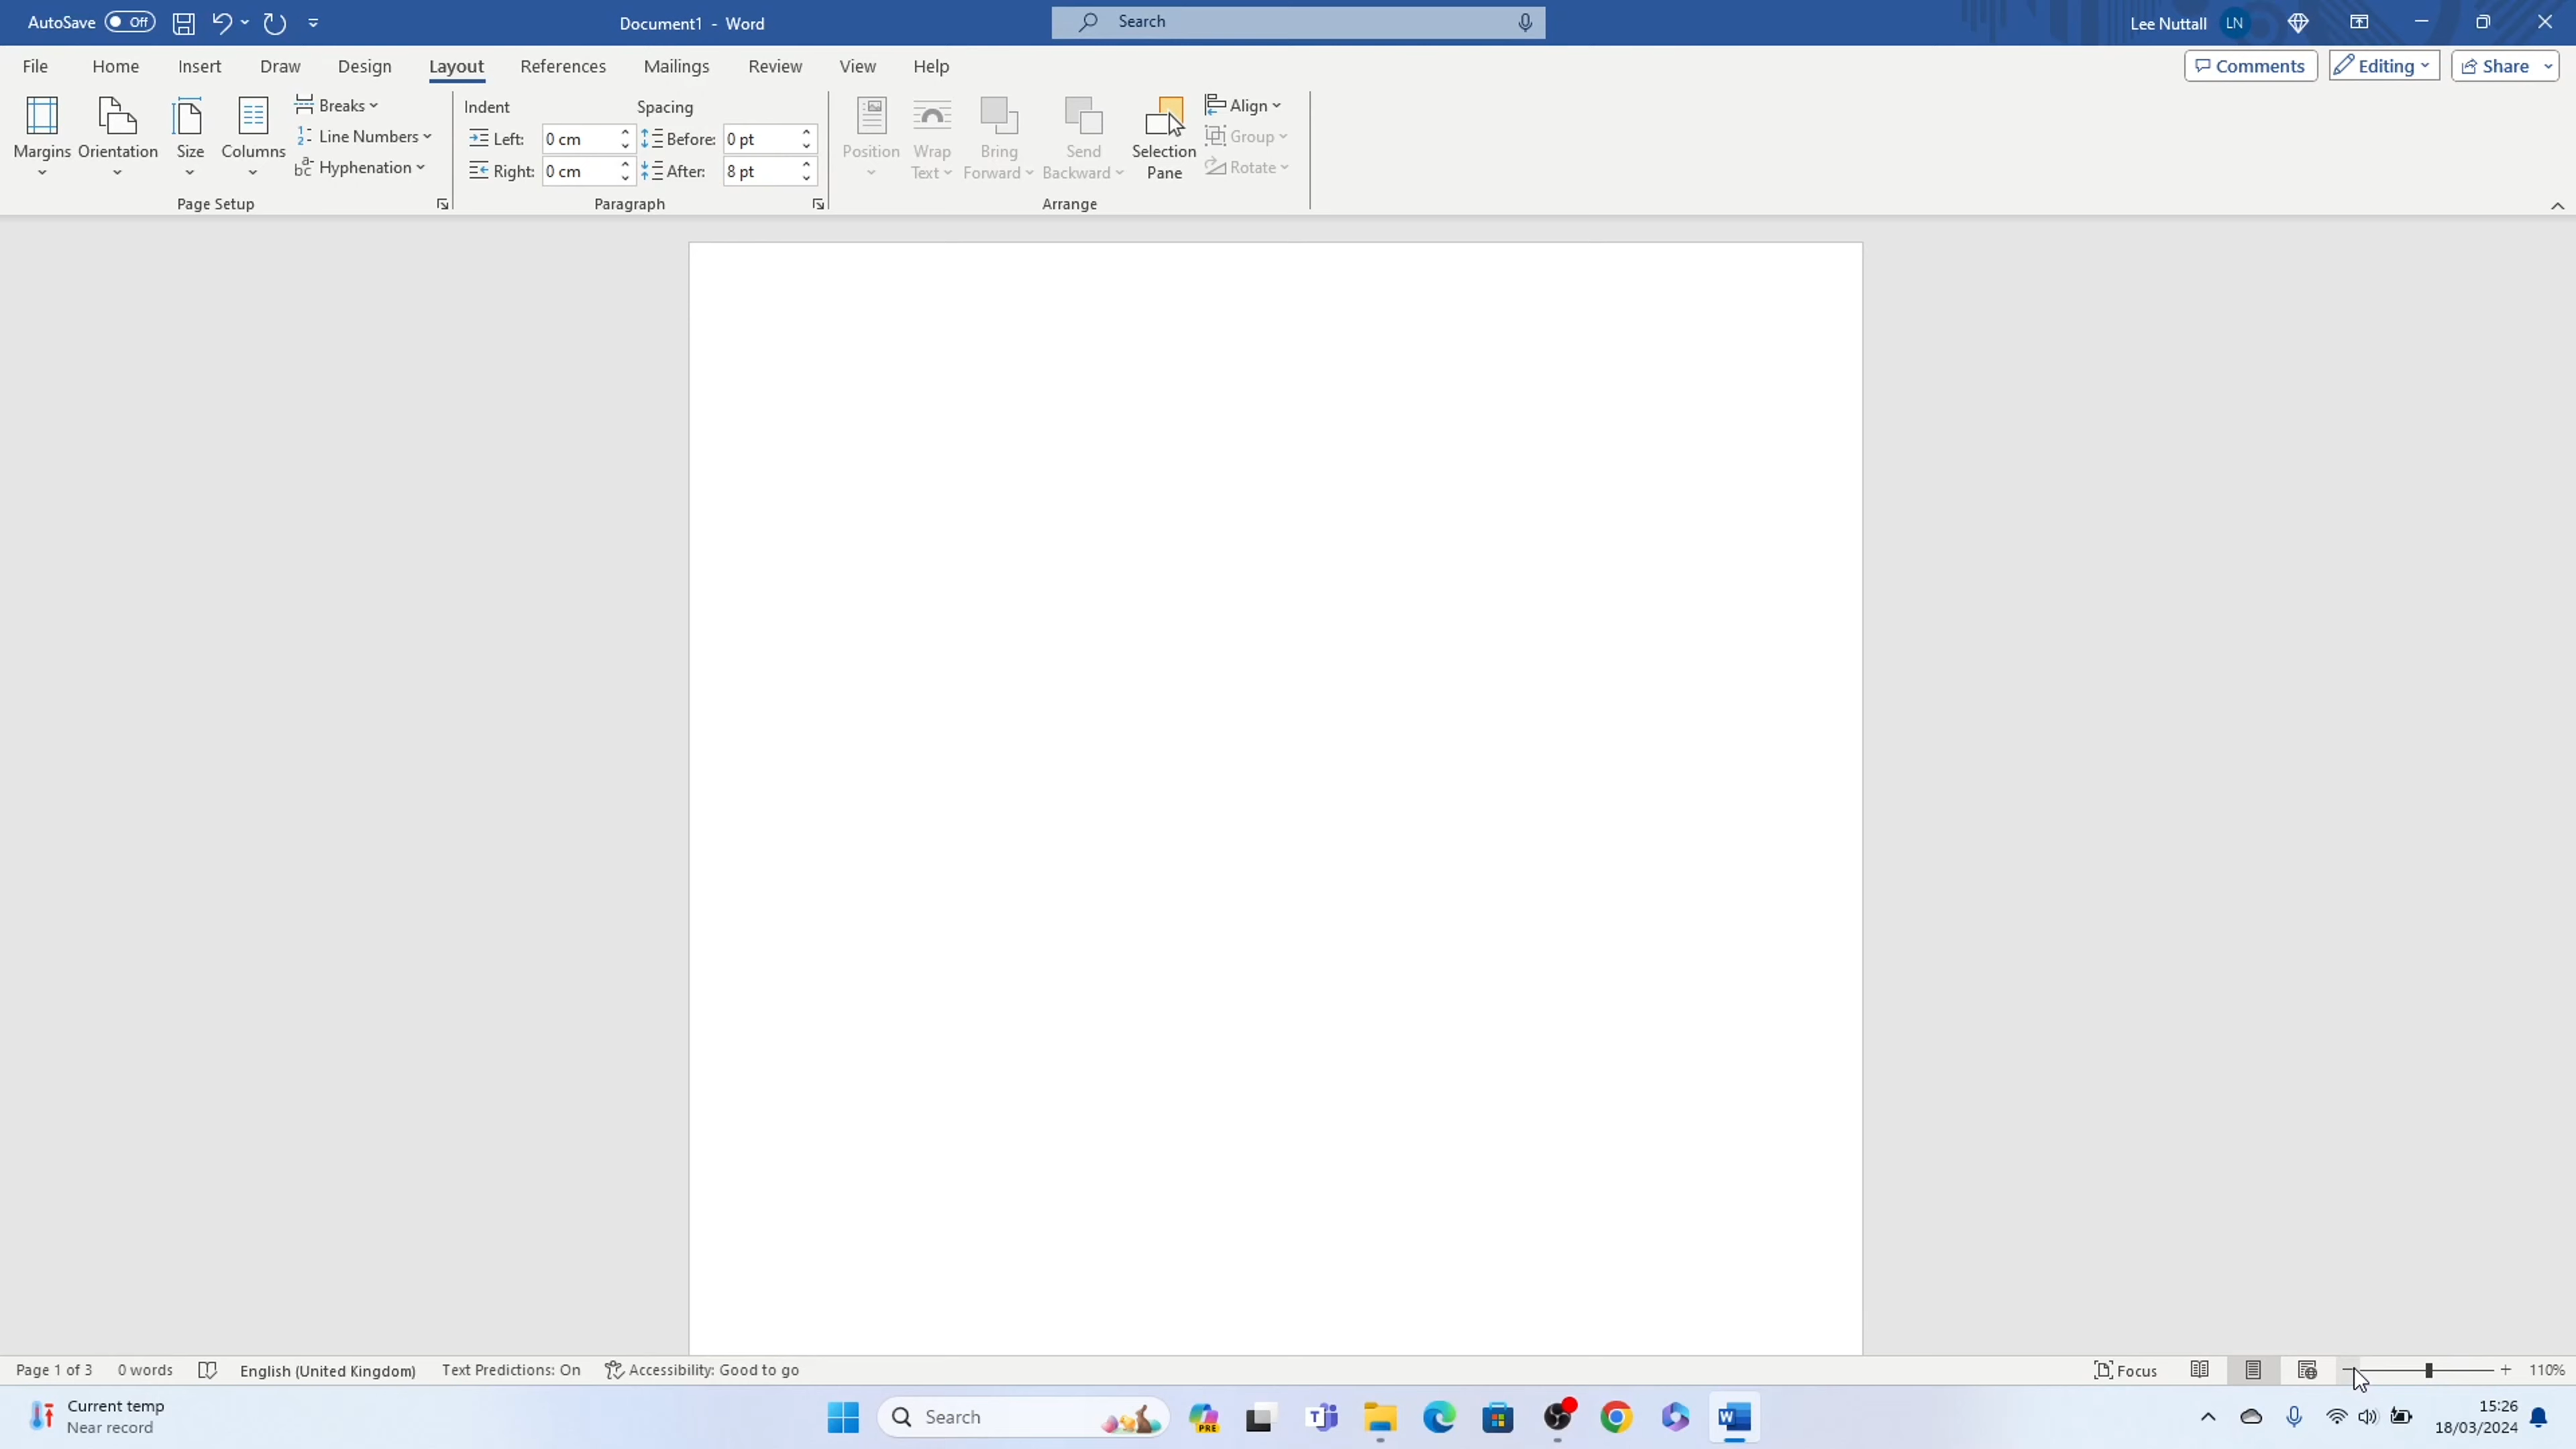 AutoSave Off
Document1 - Word
Search
Lee Nuttall LN
File Home Insert Draw Design Layout References Mailings Review View Help
Comments Editing Share
Margins Orientation Size Columns
Breaks
Line Numbers
Hyphenation
Page Setup
Indent Spacing
Left: 0 cm Before: 0 pt
Right: 0 cm After: 8 pt
Paragraph
Position Wrap Text Bring Forward Send Backward Selection Pane
Align
Group
Rotate
Arrange
Page 1 of 3 0 words English (United Kingdom) Text Predictions: On Accessibility: Good to go
Focus 110%
Current temp
Near record
Search
PRE
15:26
18/03/2024